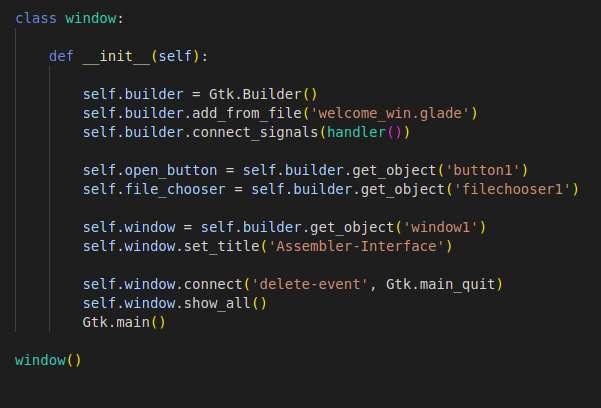 class window:
def __init__(self):
self.builder = Gtk.Builder()
self.builder.add_from_file('welcome_win.glade')
self.builder.connect_signals(handler())
self.open_button = self.builder.get_object('button1')
self.file_chooser = self.builder.get_object('filechooser1')
self.window = self.builder.get_object('window1')
self.window.set_title('Assembler-Interface')
self.window.connect('delete-event', Gtk.main_quit)
self.window.show_all()
Gtk.main()
window()